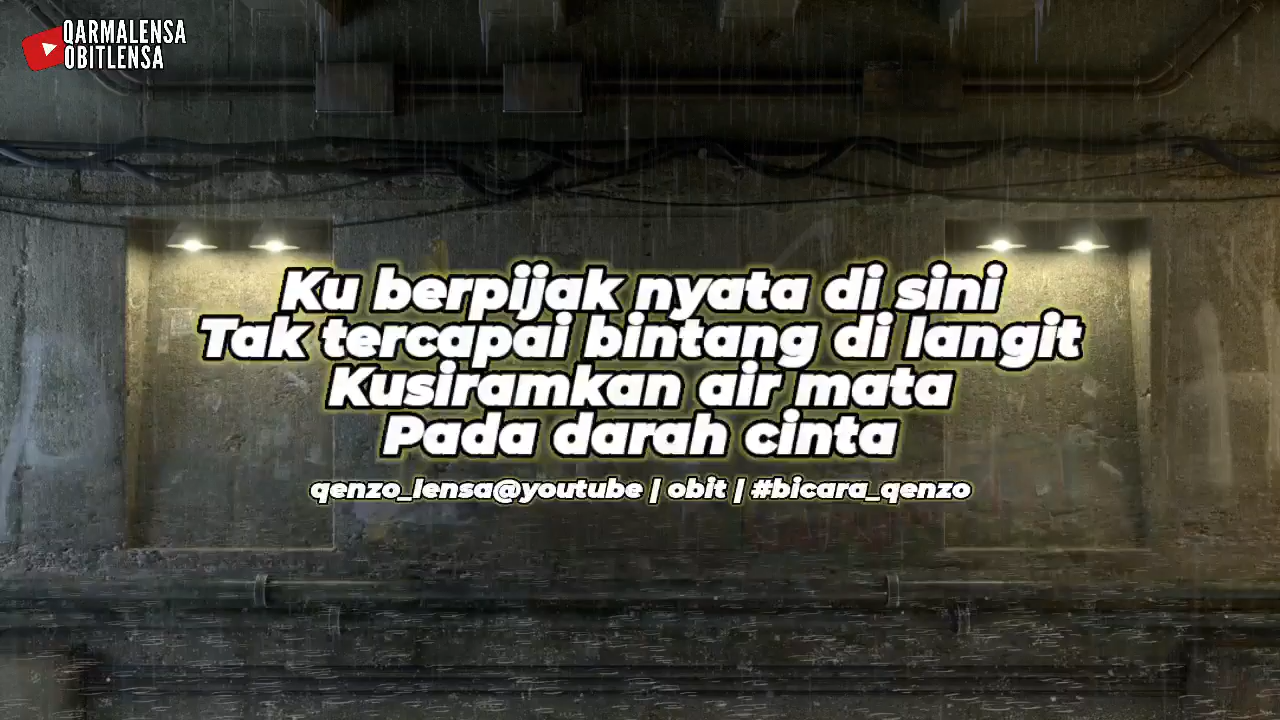 QARMALENSA
OBITLENSA
Ku berpijak nyata di sini
Tak tercapai bintang di langit
Kusiramkan air mata
Pada darah cinta
qenzo_lensa@youtube | obit | #bicara_qenzo